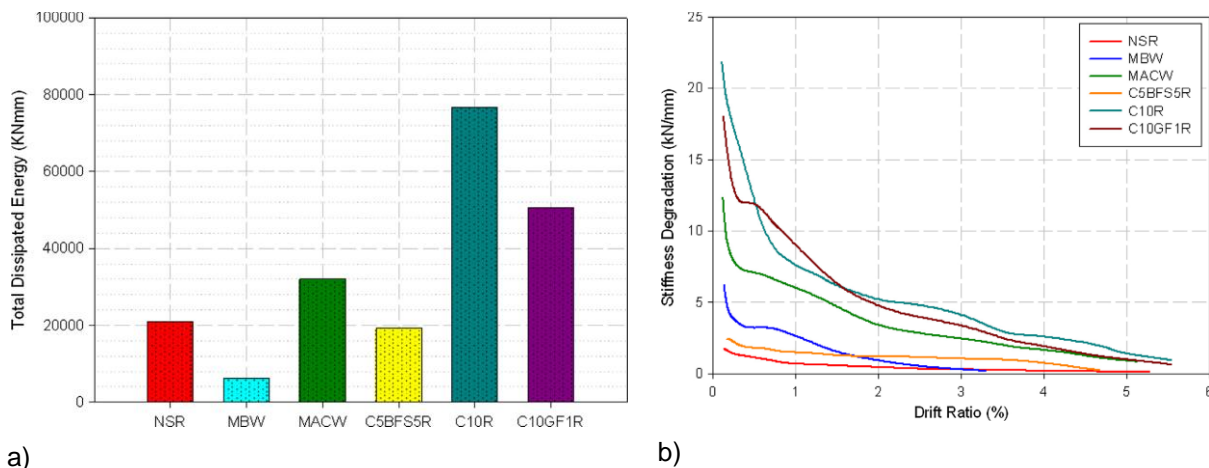 Total Dissipated Energy (KNmm)
100000
80000
60000
40000
20000
0
NSR
MBW
MACW
C5BFS5R
C10R
C10GF1R
a)
Stiffness Degradation (kN/mm)
25
20
15
10
5
0
0
1
2
3
4
5
6
Drift Ratio (%)
NSR
MBW
MACW
C5BFS5R
C10R
C10GF1R
b)